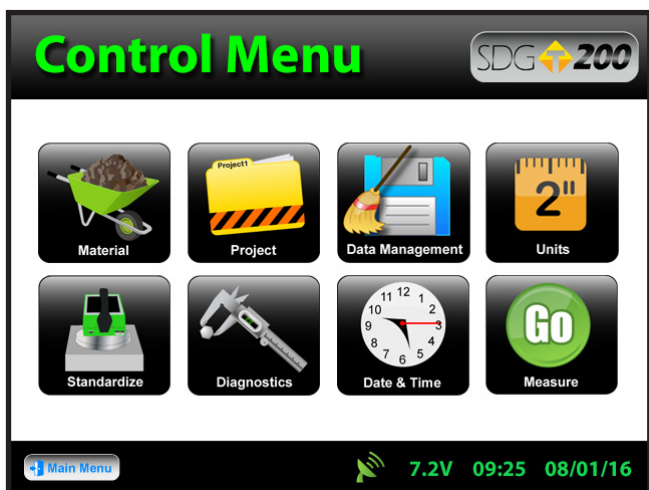 Control Menu
SDG T 200
Project1
2"
Material
Project
Data Management
Units
11 12 1
10 2
9 3
8 4
7 6 5
Go
Standardize
Diagnostics
Date & Time
Measure
Main Menu
7.2V 09:25 08/01/16